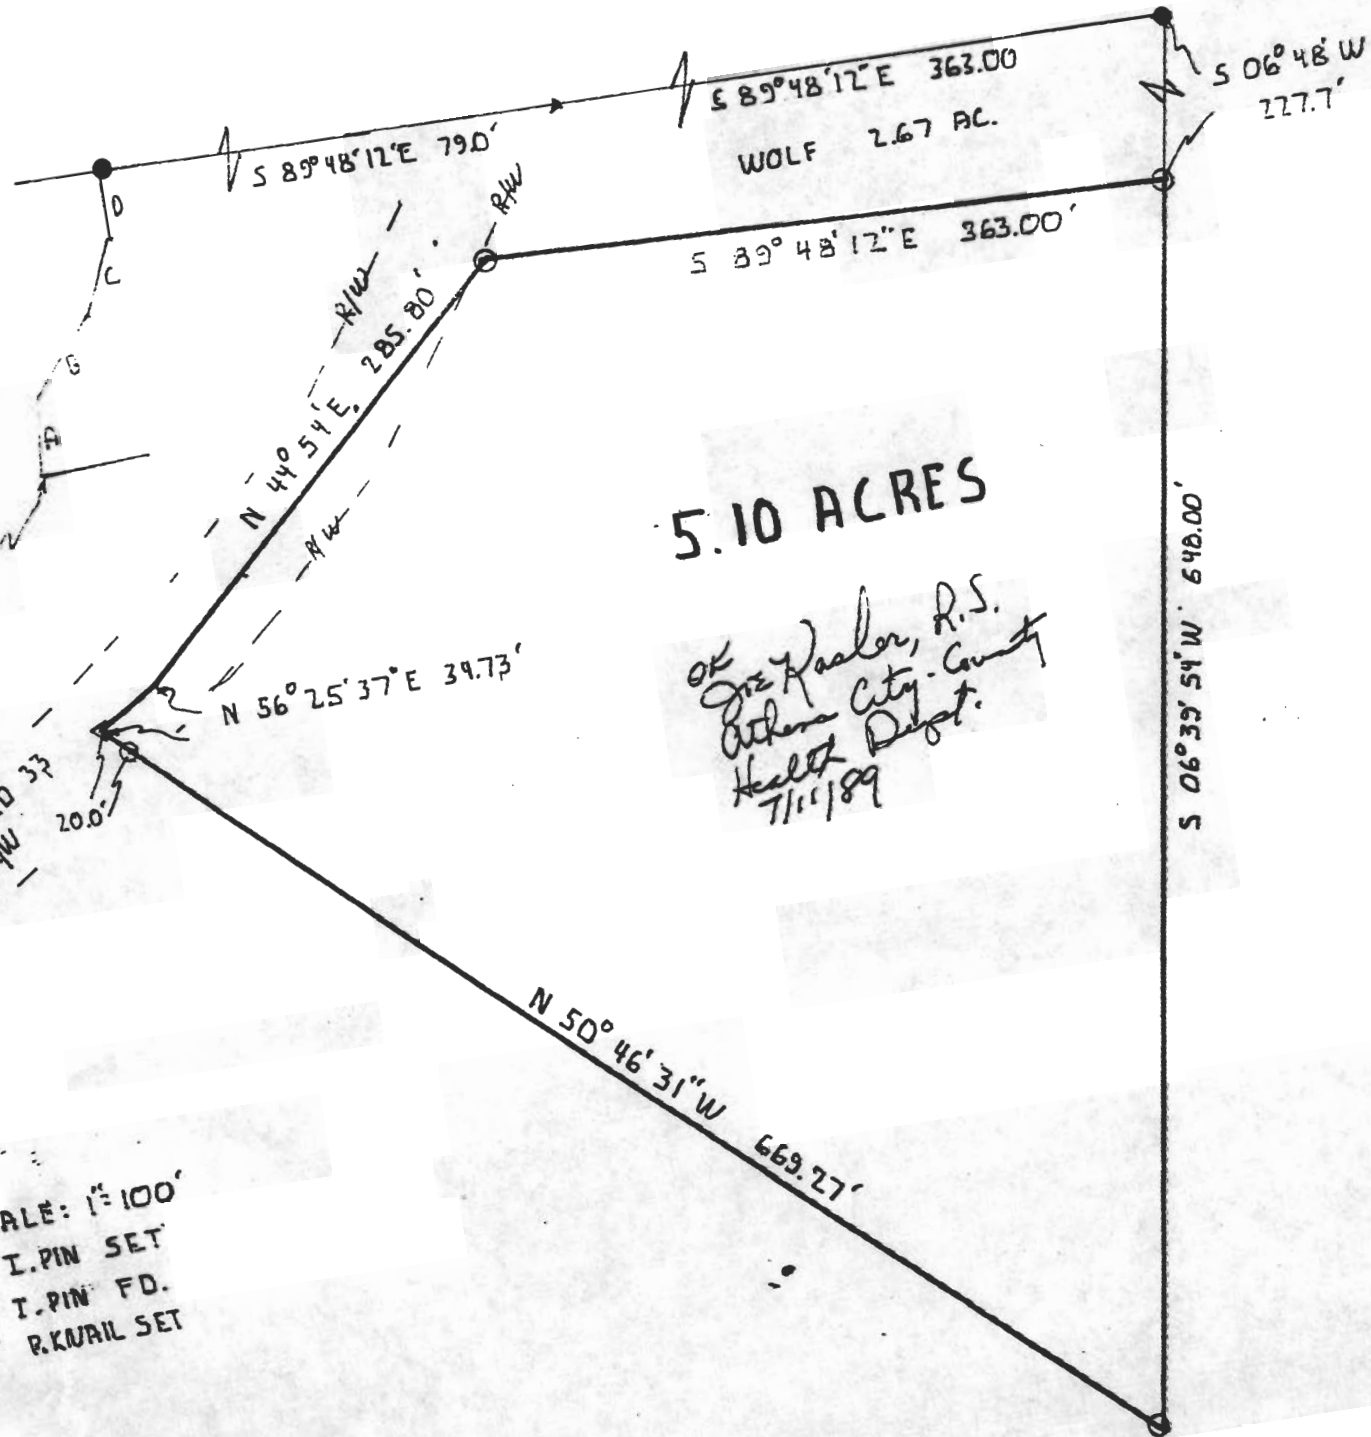 S 89°48'12"E 363.00
S 06°48' W
227.7'
WOLF 2.67 AC.
S 89°48'12"E 790'
R/W
S 89°48'12"E 363.00'
D
C
B
R/W
N 44°54'E. 285.80'
R/W
5.10 ACRES
OK
Joe Kasler, R.S.
Athens City-County
Health Dept.
7/11/89
S 06°39'54"W 648.00'
N 56°25'37"E 39.73'
33
20.0'
N 50°46'31"W 669.27'
ALE: 1"=100'
I.PIN SET
I.PIN FD.
P.K.NAIL SET